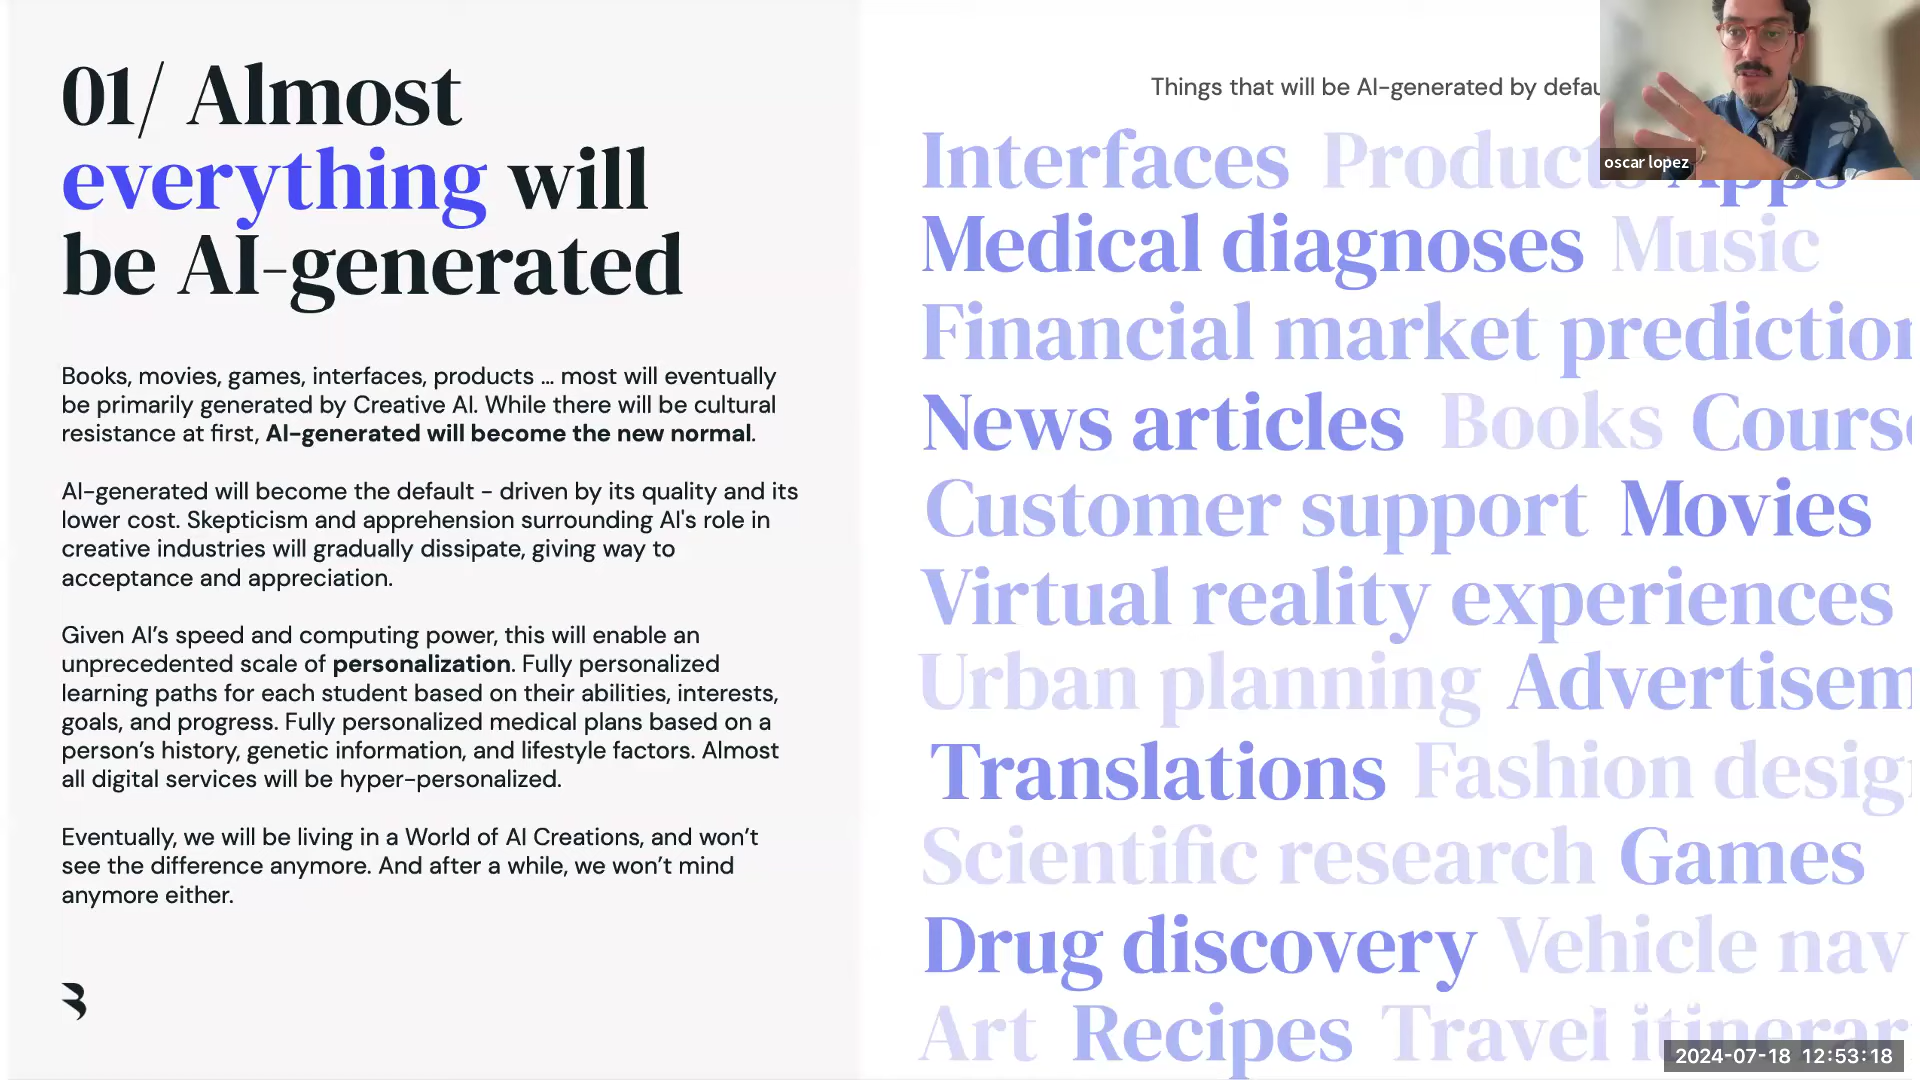 01/ Almost
everything will
be AI-generated
Books, movies, games, interfaces, products ... most will eventually
be primarily generated by Creative AI. While there will be cultural
resistance at first, AI-generated will become the new normal.
AI-generated will become the default - driven by its quality and its
lower cost. Skepticism and apprehension surrounding AI's role in
creative industries will gradually dissipate, giving way to
acceptance and appreciation.
Given AI’s speed and computing power, this will enable an
unprecedented scale of personalization. Fully personalized
learning paths for each student based on their abilities, interests,
goals, and progress. Fully personalized medical plans based on a
person’s history, genetic information, and lifestyle factors. Almost
all digital services will be hyper-personalized.
Eventually, we will be living in a World of AI Creations, and won’t
see the difference anymore. And after a while, we won’t mind
anymore either.
Things that will be AI-generated by defau
oscar lopez
Interfaces Products Apps
Medical diagnoses Music
Financial market prediction
News articles Books Course
Customer support Movies
Virtual reality experiences
Urban planning Advertisem
Translations Fashion desig
Scientific research Games
Drug discovery Vehicle nav
Art Recipes Travel itinerar
2024-07-18 12:53:18